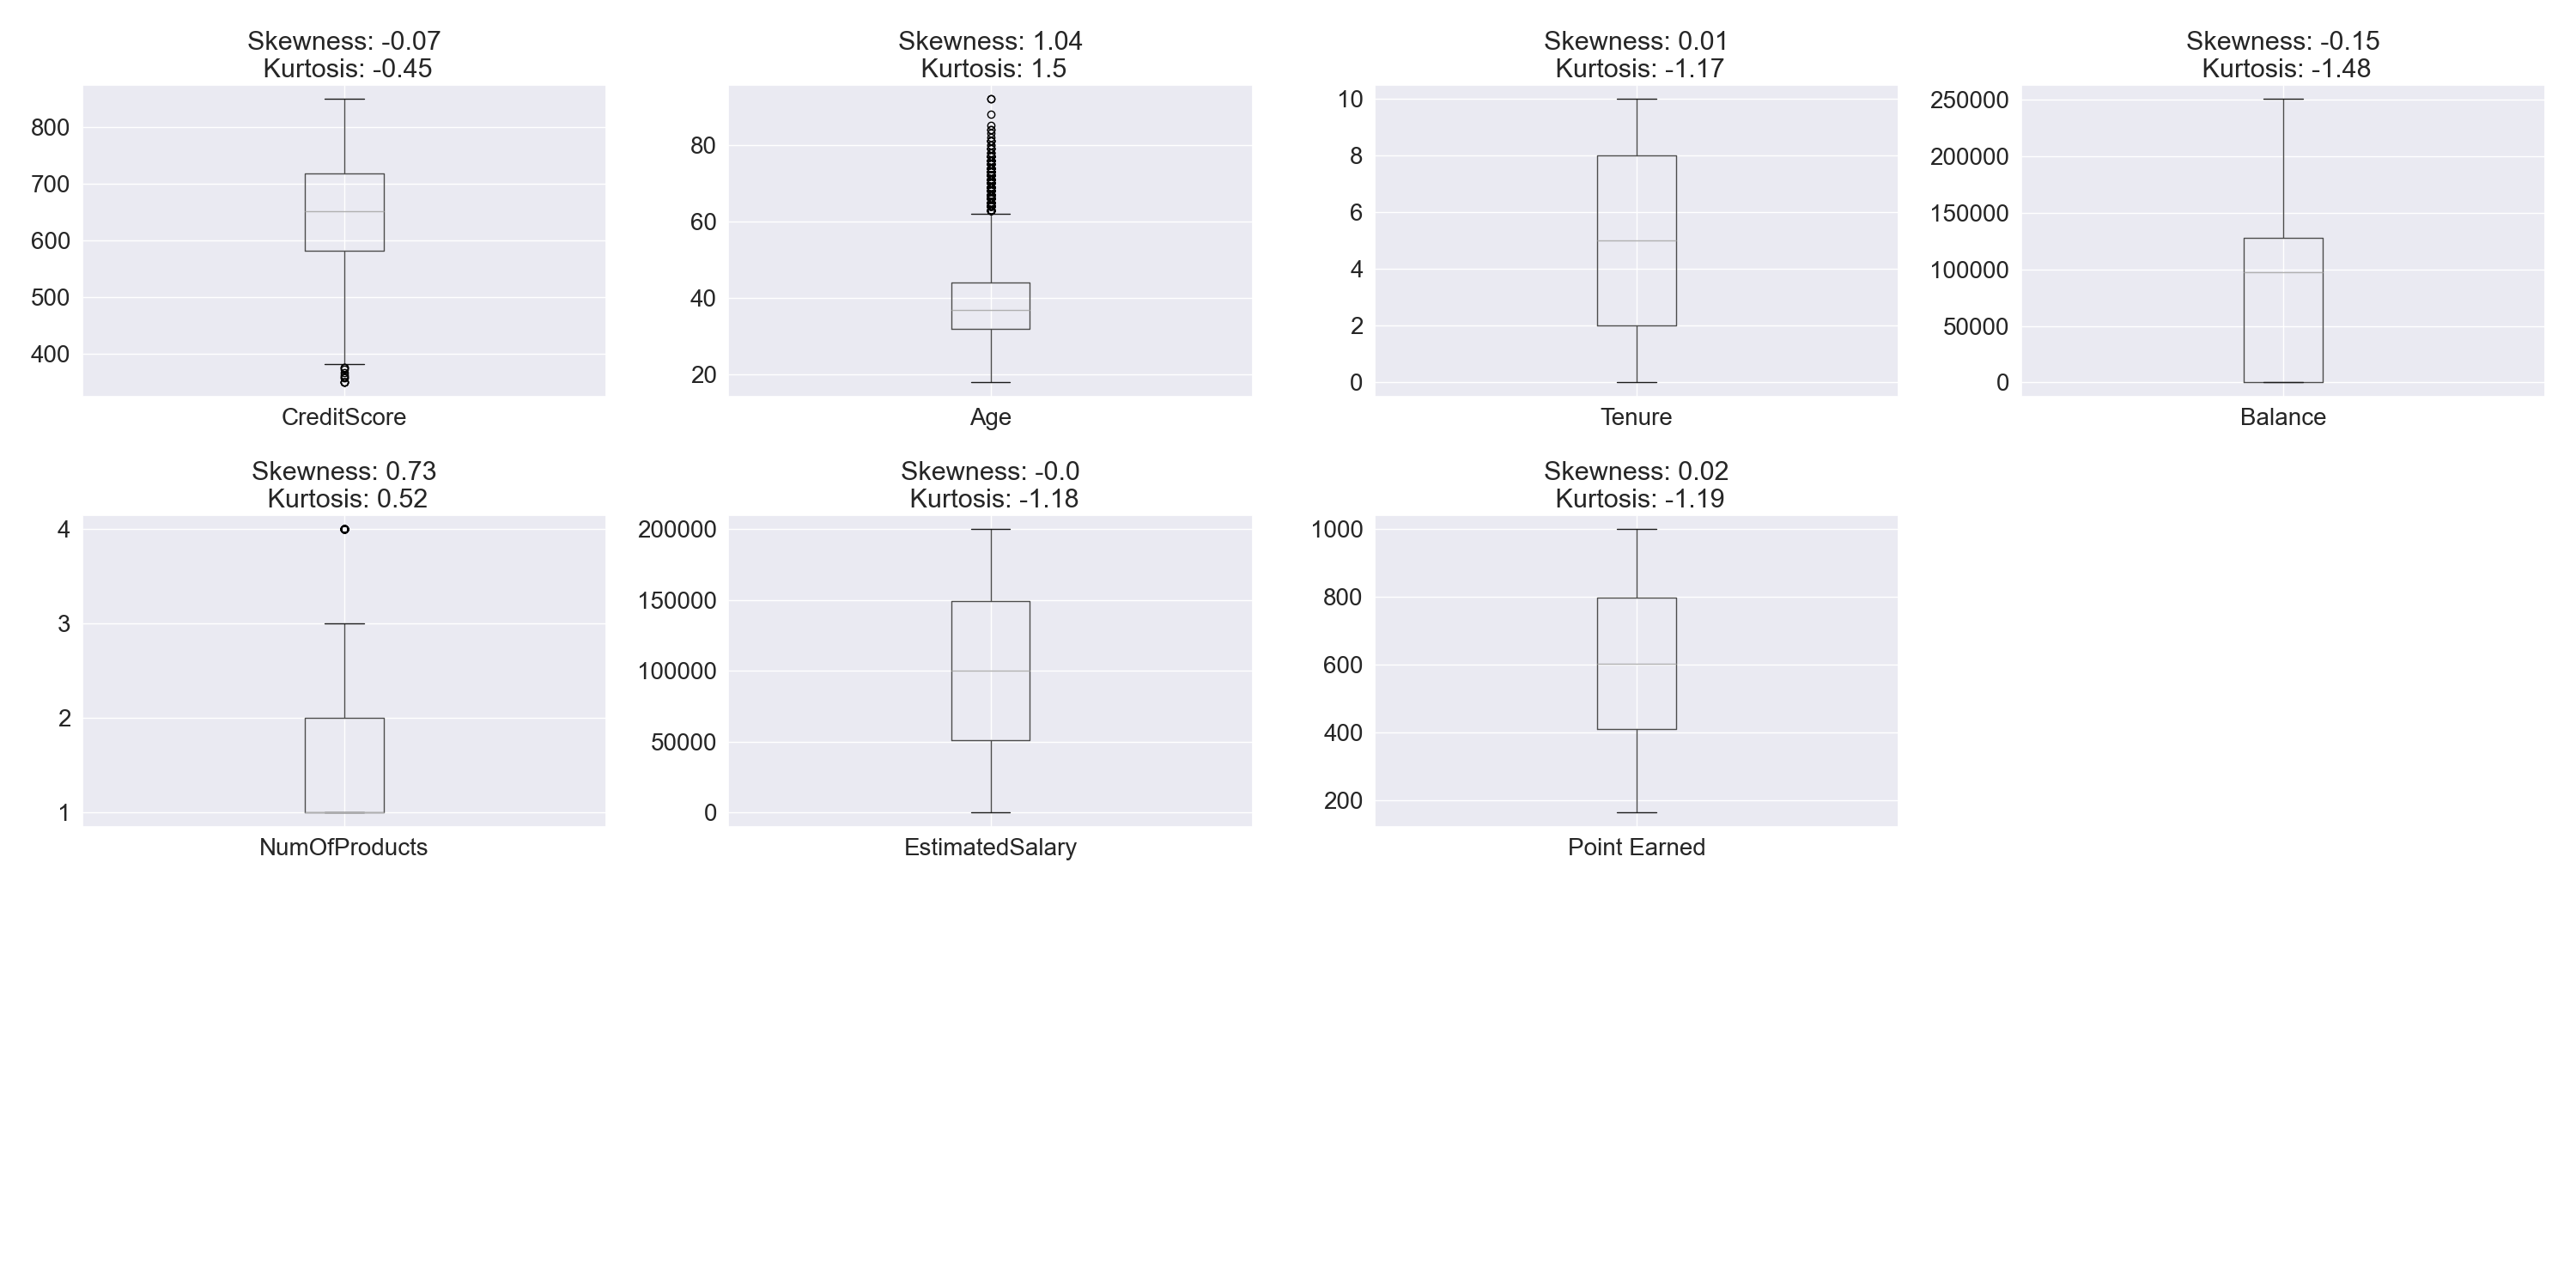 Skewness: -0.07
Kurtosis: -0.45
800
700
600
500
400
CreditScore
Skewness: 1.04
Kurtosis: 1.5
80
60
40
20
Age
Skewness: 0.01
Kurtosis: -1.17
10
8
6
4
2
0
Tenure
Skewness: -0.15
Kurtosis: -1.48
250000
200000
150000
100000
50000
0
Balance
Skewness: 0.73
Kurtosis: 0.52
4
3
2
1
NumOfProducts
Skewness: -0.0
Kurtosis: -1.18
200000
150000
100000
50000
0
EstimatedSalary
Skewness: 0.02
Kurtosis: -1.19
1000
800
600
400
200
Point Earned